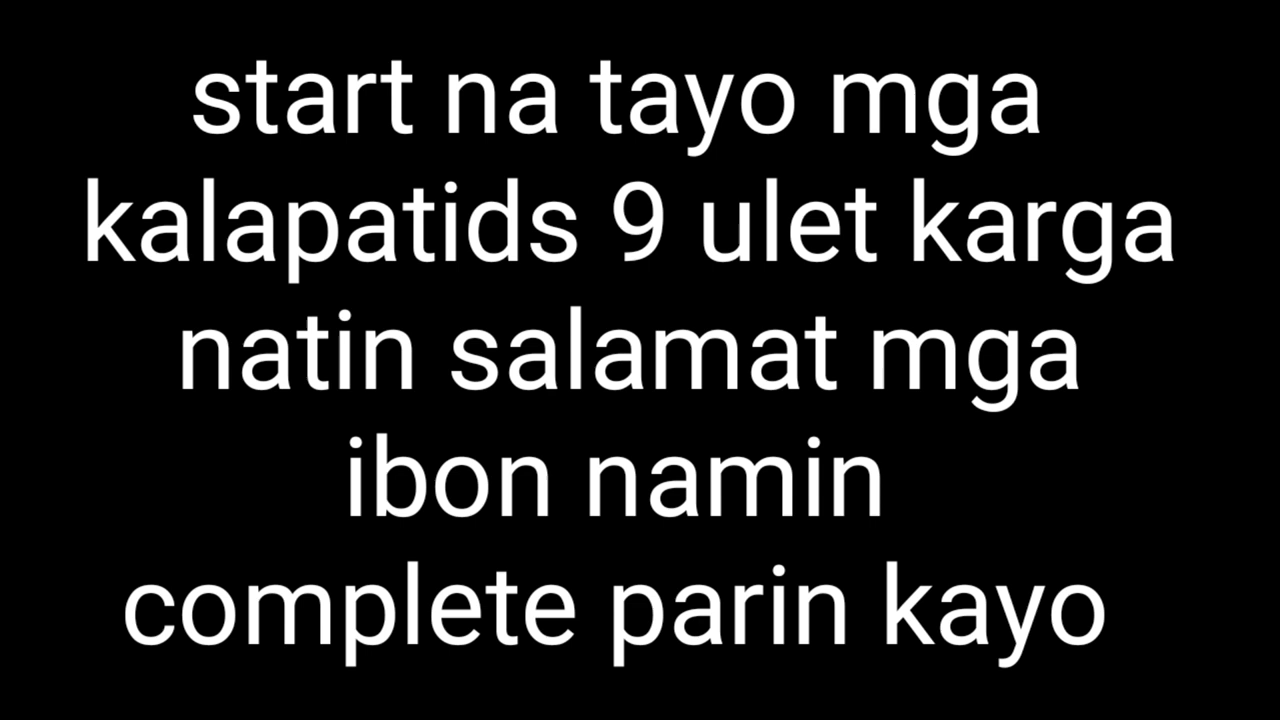 start na tayo mga
kalapatids 9 ulet karga
natin salamat mga
ibon namin
complete parin kayo